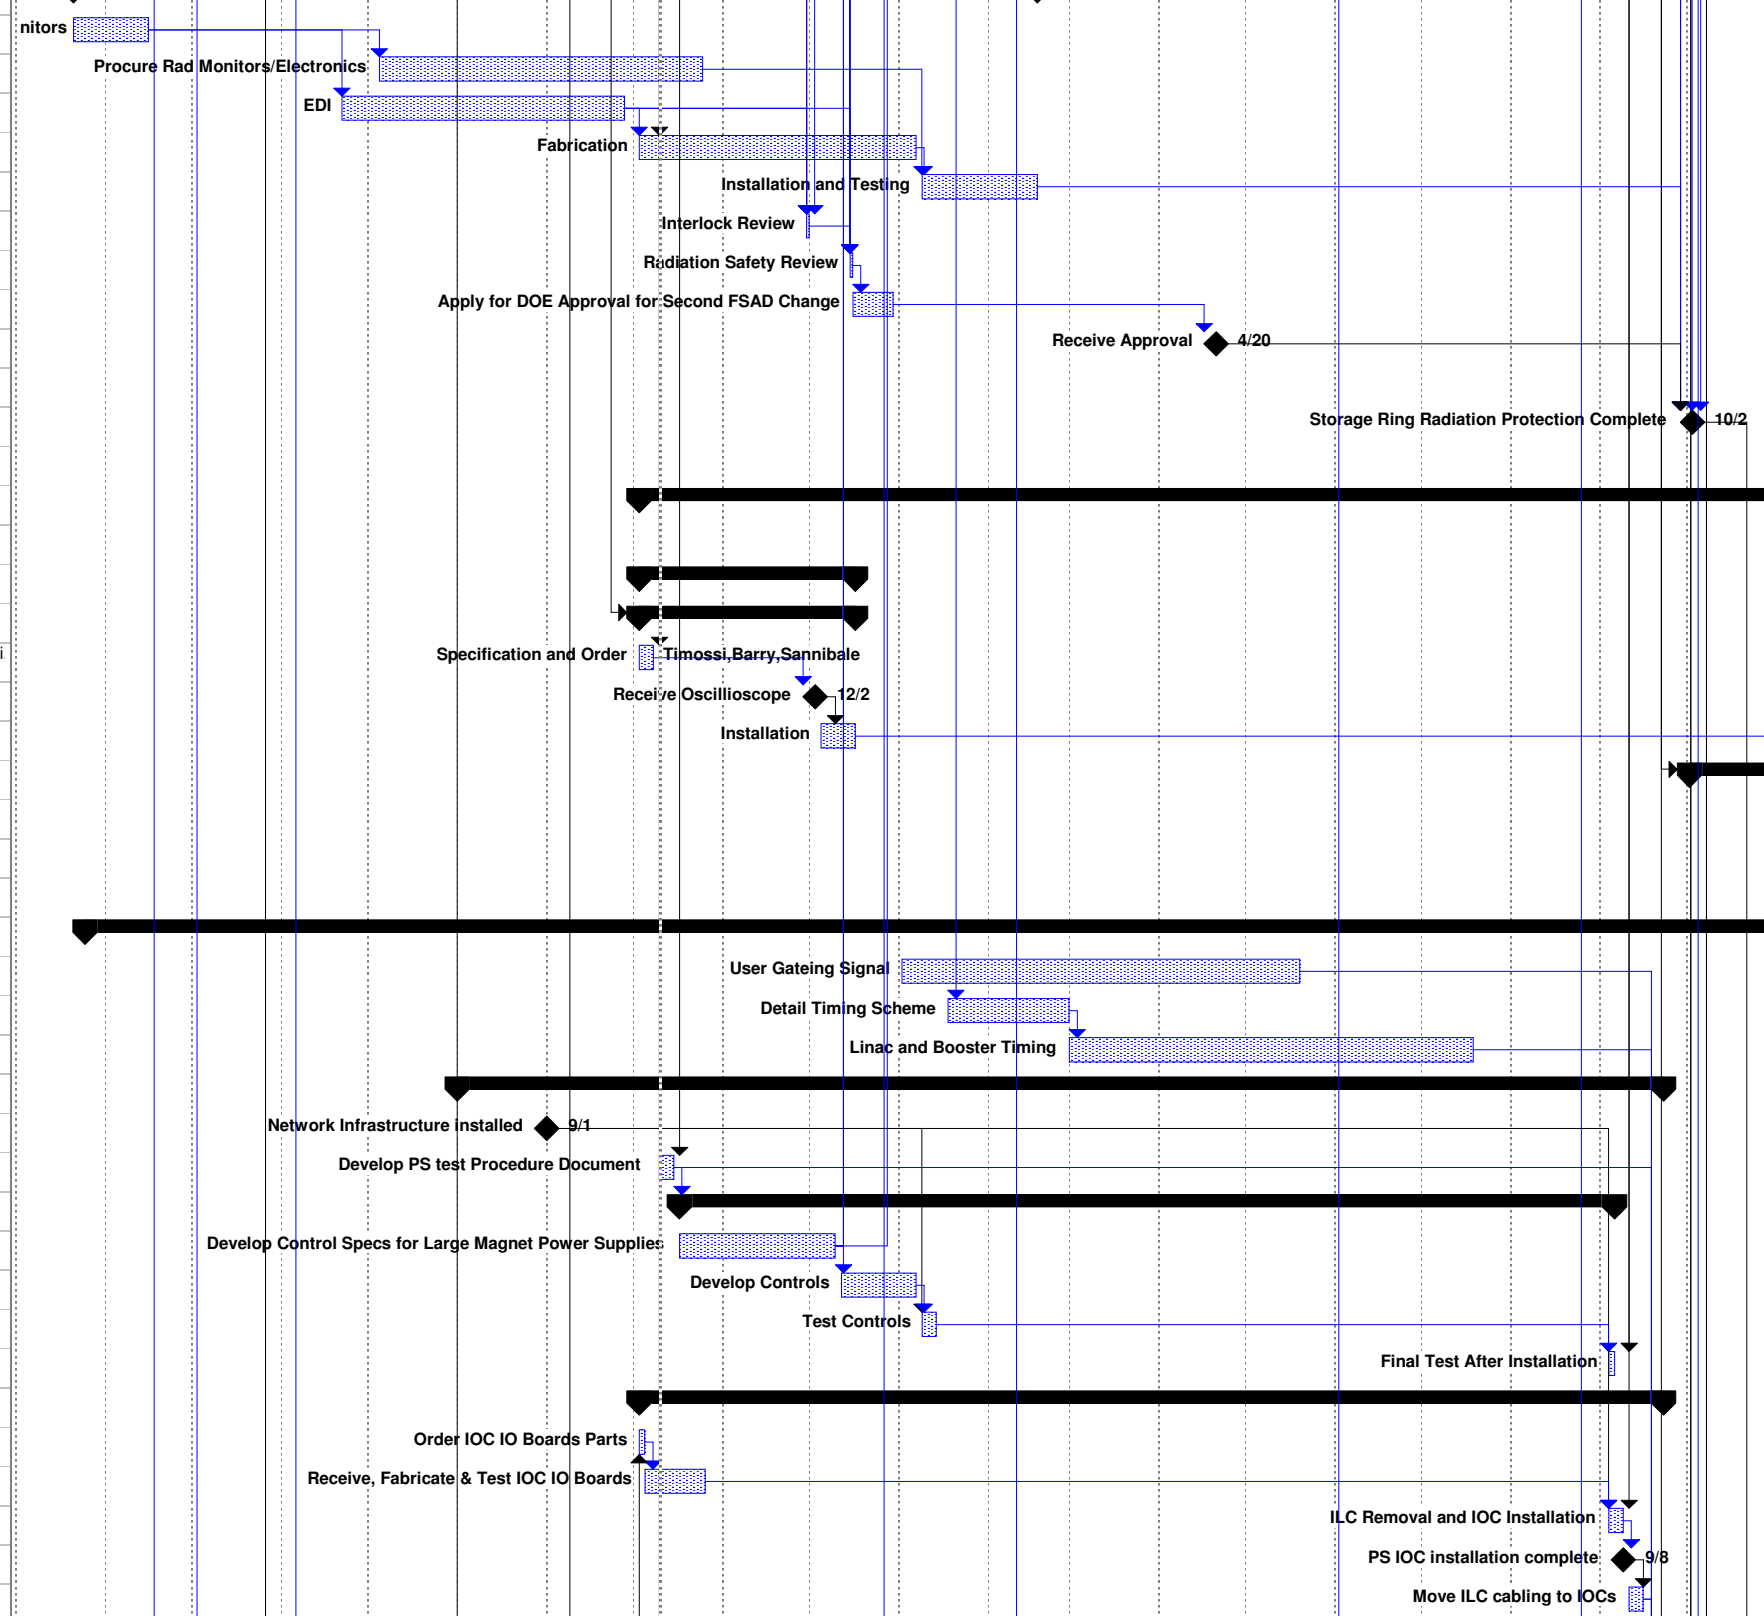 nitors
Procure Rad Monitors/Electronics
EDI
Fabrication
Installation and Testing
Interlock Review
Radiation Safety Review
Apply for DOE Approval for Second FSAD Change
Receive Approval 4/20
Storage Ring Radiation Protection Complete 10/2
i
Specification and Order Timossi,Barry,Sannibale
Receive Oscillioscope 12/2
Installation
User Gateing Signal
Detail Timing Scheme
Linac and Booster Timing
Network Infrastructure installed 9/1
Develop PS test Procedure Document
Develop Control Specs for Large Magnet Power Supplies
Develop Controls
Test Controls
Final Test After Installation
Order IOC IO Boards Parts
Receive, Fabricate & Test IOC IO Boards
ILC Removal and IOC Installation
PS IOC installation complete 9/8
Move ILC cabling to IOCs